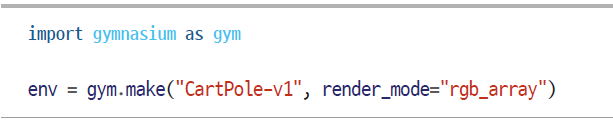 import gymnasium as gym
env = gym.make("CartPole-v1", render_mode="rgb_array")